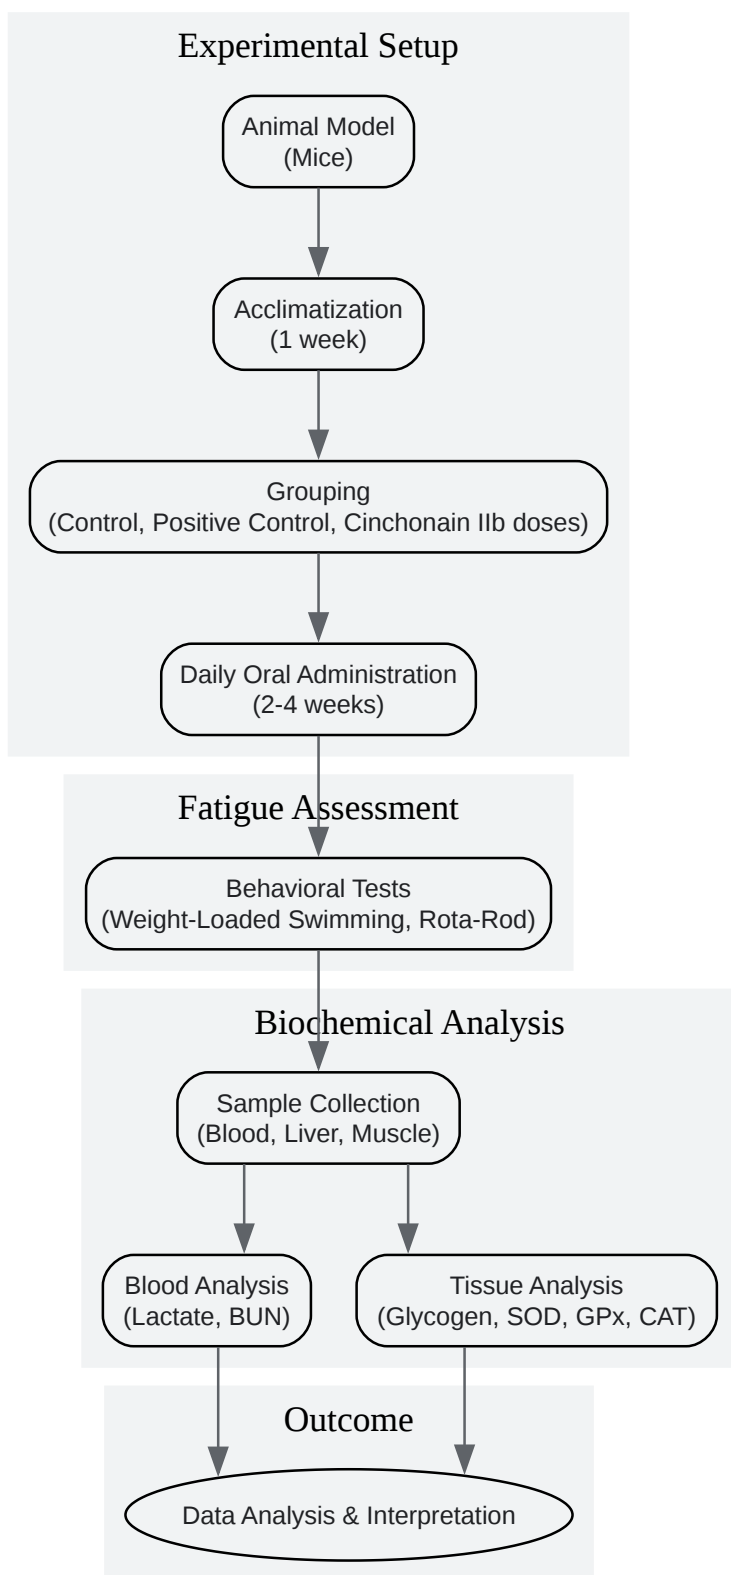 Experimental Setup
Animal Model
(Mice)
Acclimatization
(1 week)
Grouping
(Control, Positive Control, Cinchonain IIb doses)
Daily Oral Administration
(2-4 weeks)
Fatigue Assessment
Behavioral Tests
(Weight-Loaded Swimming, Rota-Rod)
Biochemical Analysis
Sample Collection
(Blood, Liver, Muscle)
Blood Analysis
(Lactate, BUN)
Tissue Analysis
(Glycogen, SOD, GPx, CAT)
Outcome
Data Analysis & Interpretation